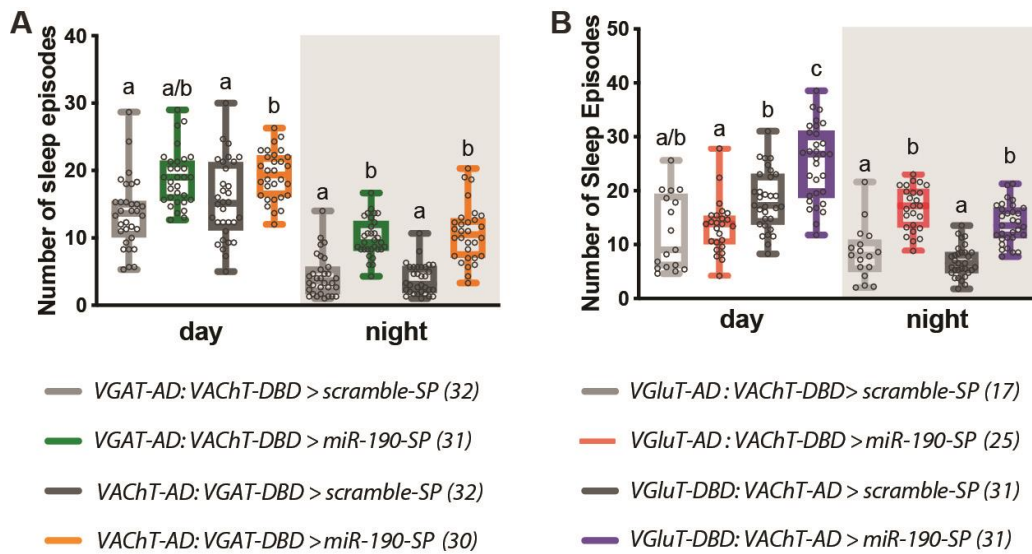 A
Number of sleep episodes
40
30
20
10
0
a
a/b
a
b
a
b
a
b
day
night
VGAT-AD: VAChT-DBD > scramble-SP (32)
VGAT-AD: VAChT-DBD > miR-190-SP (31)
VAChT-AD: VGAT-DBD > scramble-SP (32)
VAChT-AD: VGAT-DBD > miR-190-SP (30)
B
Number of Sleep Episodes
50
40
30
20
10
0
a/b
a
b
c
a
b
a
b
day
night
VGluT-AD : VAChT-DBD > scramble-SP (17)
VGluT-AD : VAChT-DBD > miR-190-SP (25)
VGluT-DBD: VAChT-AD > scramble-SP (31)
VGluT-DBD: VAChT-AD > miR-190-SP (31)